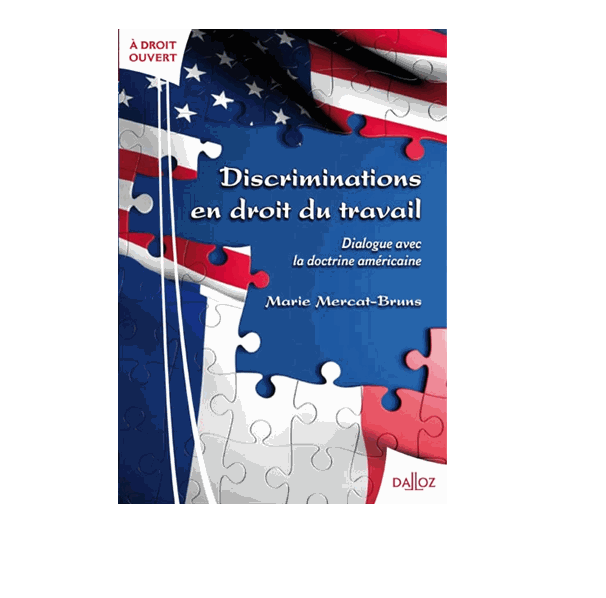 À DROIT
OUVERT
Discriminations
en droit du travail
Dialogue avec
la doctrine américaine
Marie Mercat-Bruns
DALLOZ